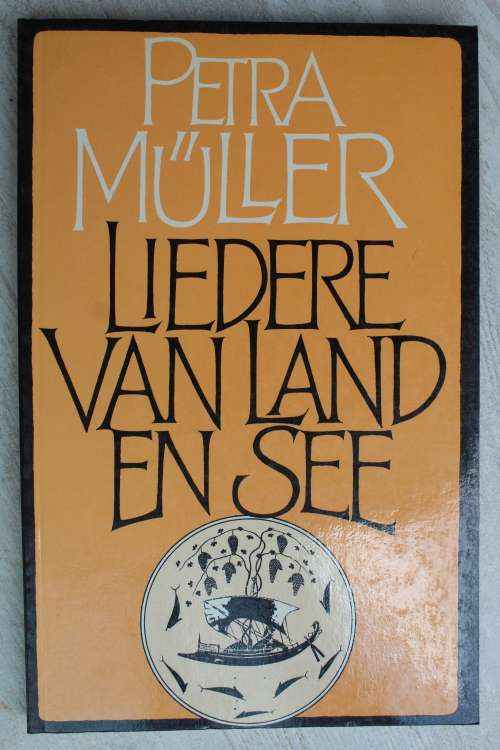 PETRA
MÜLLER
LIEDERE
VAN LAND
EN SEE